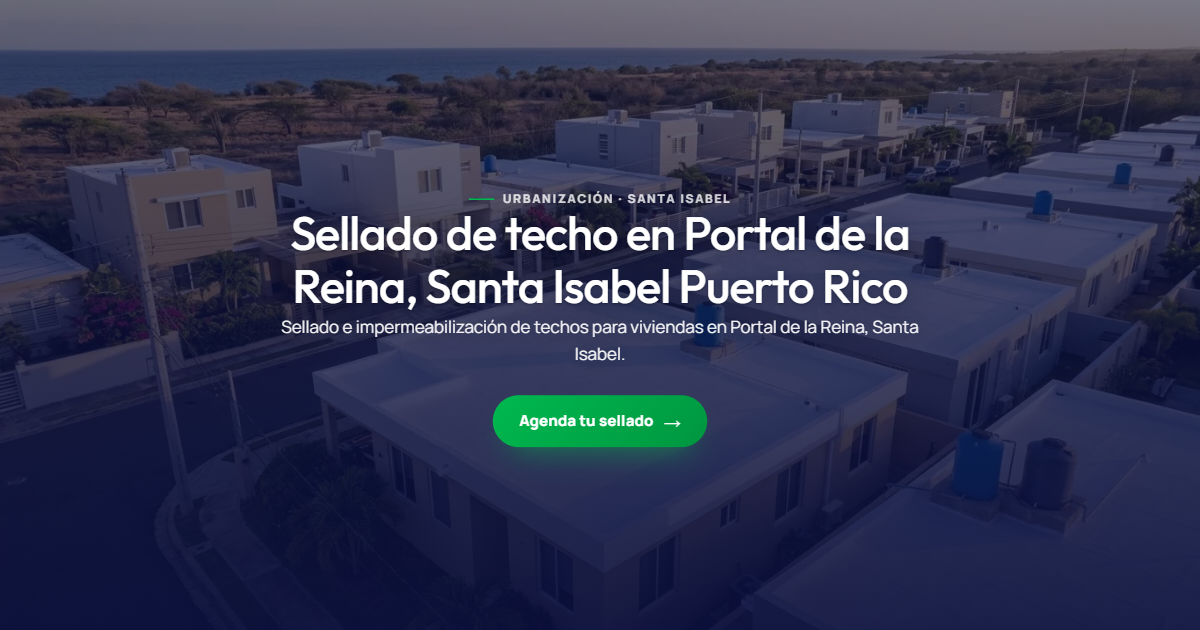 URBANIZACIÓN · SANTA ISABEL
Sellado de techo en Portal de la
Reina, Santa Isabel Puerto Rico
Sellado e impermeabilización de techos para viviendas en Portal de la Reina, Santa
Isabel.
Agenda tu sellado →